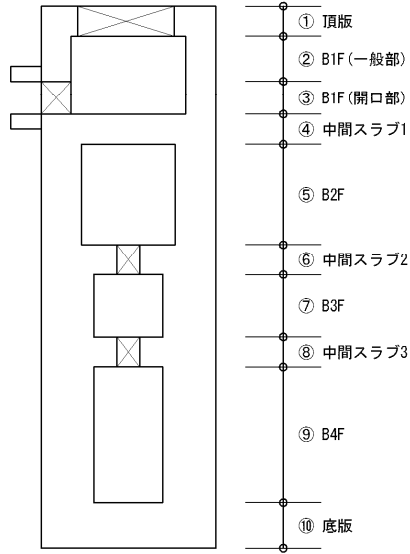 ① 頂版
② B1F(一般部)
③ B1F(開口部)
④ 中間スラブ1
⑤ B2F
⑥ 中間スラブ2
⑦ B3F
⑧ 中間スラブ3
⑨ B4F
⑩ 底版